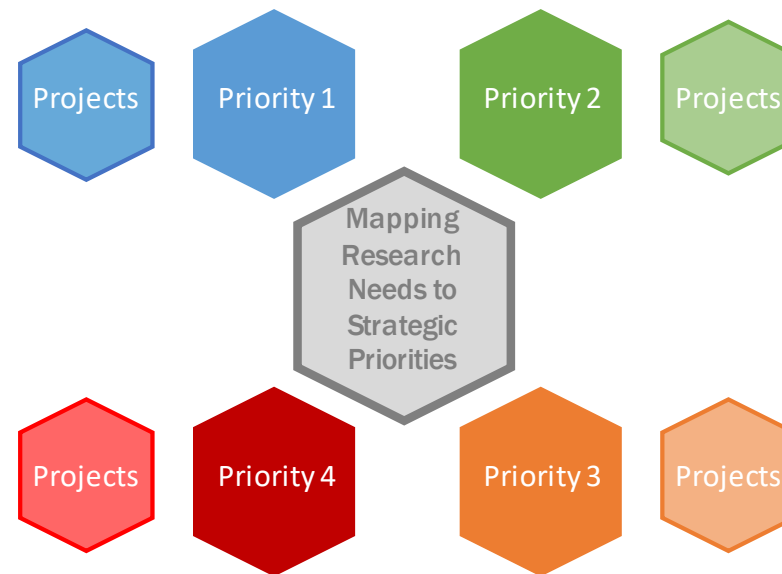 Projects
Priority 1
Priority 2
Projects
Mapping
Research
Needs to
Strategic
Priorities
Projects
Priority 4
Priority 3
Projects